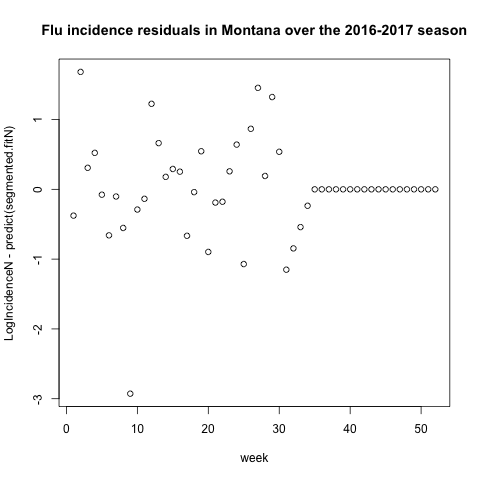 Flu incidence residuals in Montana over the 2016-2017 season
LogIncidenceN - predict(segmented.fitN)
1
0
-1
-2
-3
0 10 20 30 40 50
week